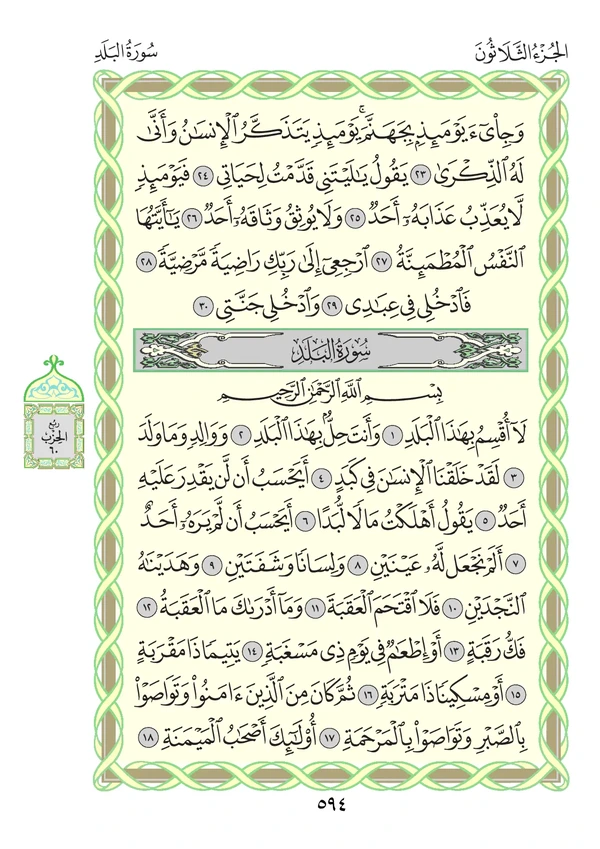 الجُزْءُ الثَّلَاثُونَ
سُورَةُ البَلَدِ
وَجِاْىٓءَ يَوْمَئِذِۭ بِجَهَنَّمَۚ يَوْمَئِذٍ يَتَذَكَّرُ ٱلْإِنسَٰنُ وَأَنَّىٰ
لَهُ ٱلذِّكْرَىٰ ٢٣ يَقُولُ يَٰلَيْتَنِى قَدَّمْتُ لِحَيَاتِى ٢٤ فَيَوْمَئِذٍ
لَّا يُعَذِّبُ عَذَابَهُۥٓ أَحَدٌ ٢٥ وَلَا يُوثِقُ وَثَاقَهُۥٓ أَحَدٌ ٢٦ يَٰٓأَيَّتُهَا
ٱلنَّفْسُ ٱلْمُطْمَئِنَّةُ ٢٧ ٱرْجِعِىٓ إِلَىٰ رَبِّكِ رَاضِيَةً مَّرْضِيَّةً ٢٨
فَٱدْخُلِى فِى عِبَٰدِى ٢٩ وَٱدْخُلِى جَنَّتِى ٣٠
سُورَةُ البَلَدِ
بِسْمِ ٱللَّهِ ٱلرَّحْمَٰنِ ٱلرَّحِيمِ
لَآ أُقْسِمُ بِهَٰذَا ٱلْبَلَدِ ١ وَأَنتَ حِلٌّۢ بِهَٰذَا ٱلْبَلَدِ ٢ وَوَالِدٍ وَمَا وَلَدَ
٣ لَقَدْ خَلَقْنَا ٱلْإِنسَٰنَ فِى كَبَدٍ ٤ أَيَحْسَبُ أَن لَّن يَقْدِرَ عَلَيْهِ
أَحَدٌ ٥ يَقُولُ أَهْلَكْتُ مَالًا لُّبَدًا ٦ أَيَحْسَبُ أَن لَّمْ يَرَهُۥٓ أَحَدٌ
٧ أَلَمْ نَجْعَل لَّهُۥ عَيْنَيْنِ ٨ وَلِسَانًا وَشَفَتَيْنِ ٩ وَهَدَيْنَٰهُ
ٱلنَّجْدَيْنِ ١٠ فَلَا ٱقْتَحَمَ ٱلْعَقَبَةَ ١١ وَمَآ أَدْرَىٰكَ مَا ٱلْعَقَبَةُ ١٢
فَكُّ رَقَبَةٍ ١٣ أَوْ إِطْعَٰمٌ فِى يَوْمٍ ذِى مَسْغَبَةٍ ١٤ يَتِيمًا ذَا مَقْرَبَةٍ
١٥ أَوْ مِسْكِينًا ذَا مَتْرَبَةٍ ١٦ ثُمَّ كَانَ مِنَ ٱلَّذِينَ ءَامَنُوا۟ وَتَوَاصَوْا۟
بِٱلصَّبْرِ وَتَوَاصَوْا۟ بِٱلْمَرْحَمَةِ ١٧ أُو۟لَٰٓئِكَ أَصْحَٰبُ ٱلْمَيْمَنَةِ ١٨
ربع
الحزب
٦٠
٥٩٤